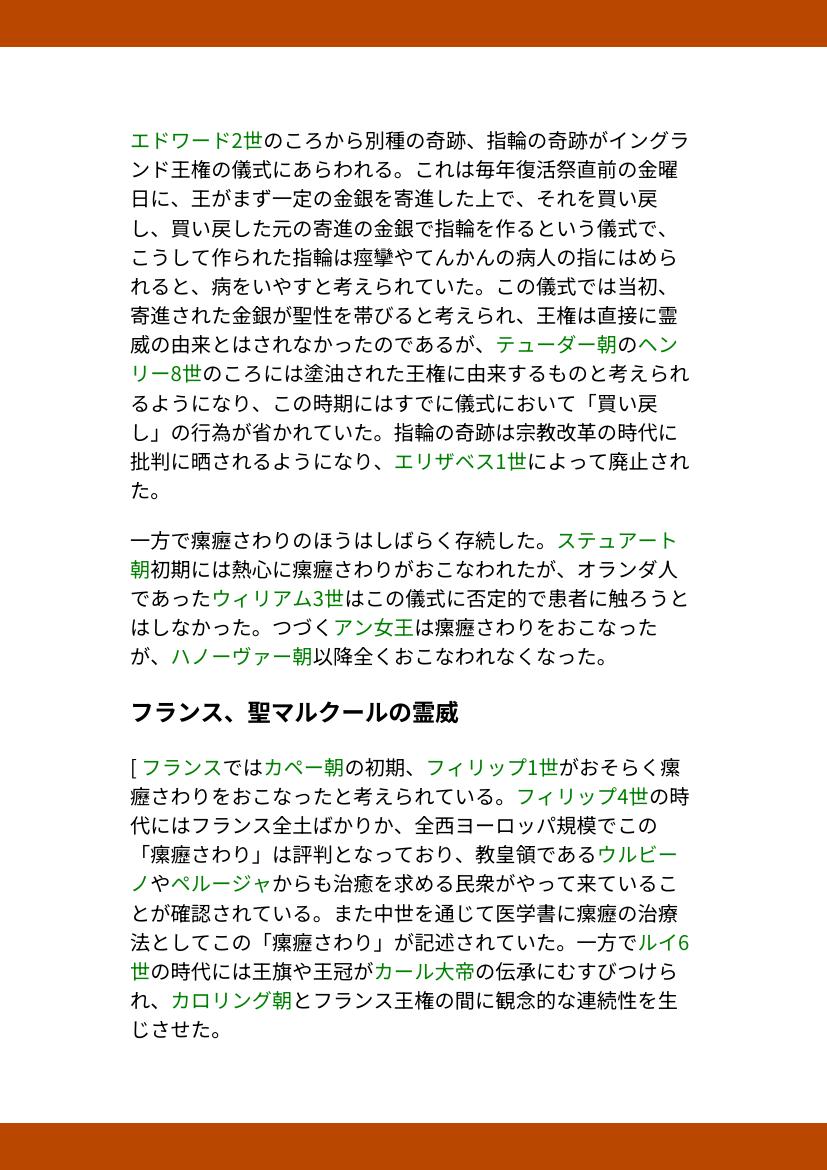 エドワード2世のころから別種の奇跡、指輪の奇跡がイングラ
ンド王権の儀式にあらわれる。これは毎年復活祭直前の金曜
日に、王がまず一定の金銀を寄進した上で、それを買い戻
し、買い戻した元の寄進の金銀で指輪を作るという儀式で、
こうして作られた指輪は痙攣やてんかんの病人の指にはめら
れると、病をいやすと考えられていた。この儀式では当初、
寄進された金銀が聖性を帯びると考えられ、王権は直接に霊
威の由来とはされなかったのであるが、テューダー朝のヘン
リー8世のころには塗油された王権に由来するものと考えられ
るようになり、この時期にはすでに儀式において「買い戻
し」の行為が省かれていた。指輪の奇跡は宗教改革の時代に
批判に晒されるようになり、エリザベス1世によって廃止され
た。
一方で瘰癧さわりのほうはしばらく存続した。ステュアート
朝初期には熱心に瘰癧さわりがおこなわれたが、オランダ人
であったウィリアム3世はこの儀式に否定的で患者に触ろうと
はしなかった。つづくアン女王は瘰癧さわりをおこなった
が、ハノーヴァー朝以降全くおこなわれなくなった。
フランス、聖マルクールの霊威
[ フランスではカペー朝の初期、フィリップ1世がおそらく瘰
癧さわりをおこなったと考えられている。フィリップ4世の時
代にはフランス全土ばかりか、全西ヨーロッパ規模でこの
「瘰癧さわり」は評判となっており、教皇領であるウルビー
ノやペルージャからも治癒を求める民衆がやって来ているこ
とが確認されている。また中世を通じて医学書に瘰癧の治療
法としてこの「瘰癧さわり」が記述されていた。一方でルイ6
世の時代には王旗や王冠がカール大帝の伝承にむすびつけら
れ、カロリング朝とフランス王権の間に観念的な連続性を生
じさせた。